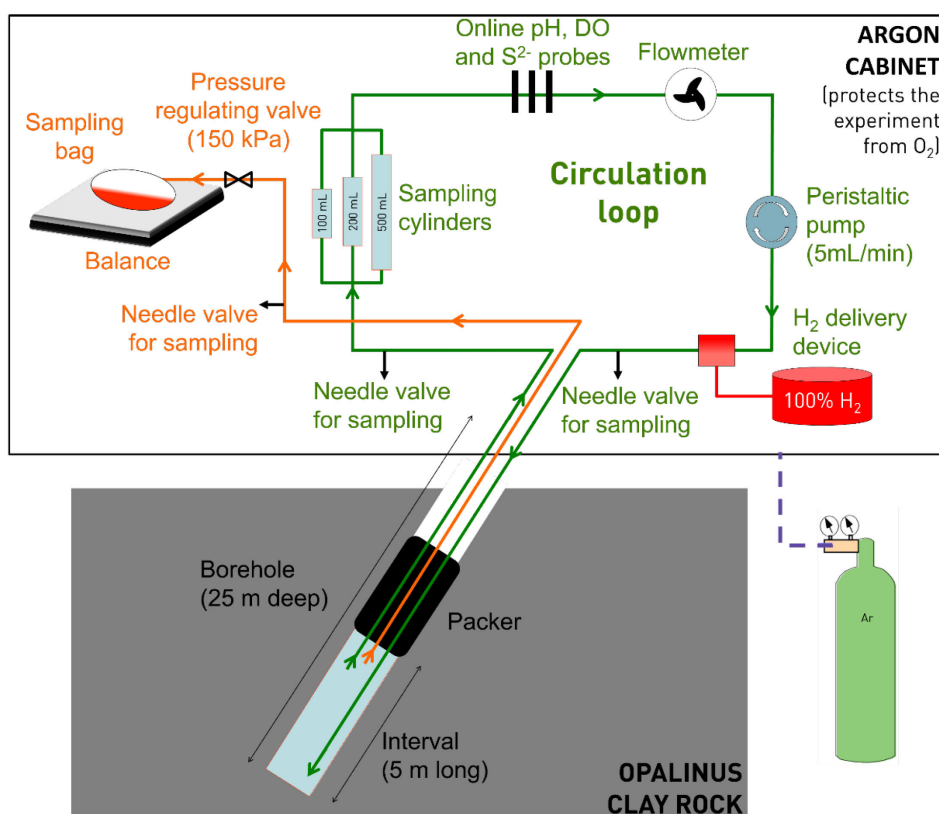 Online pH, DO
and S²⁻ probes
Flowmeter
ARGON
CABINET
(protects the
experiment
from O₂)
Pressure
regulating valve
(150 kPa)
Sampling
bag
Balance
100 mL
200 mL
500 mL
Sampling
cylinders
Circulation
loop
Peristaltic
pump
(5mL/min)
Needle valve
for sampling
H₂ delivery
device
100% H₂
Needle valve
for sampling
Needle valve
for sampling
Borehole
(25 m deep)
Packer
Interval
(5 m long)
OPALINUS
CLAY ROCK
Ar